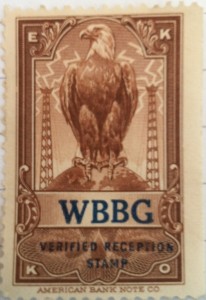 E K
WBBG
VERIFIED RECEPTION
STAMP
K O
AMERICAN BANK NOTE CO.